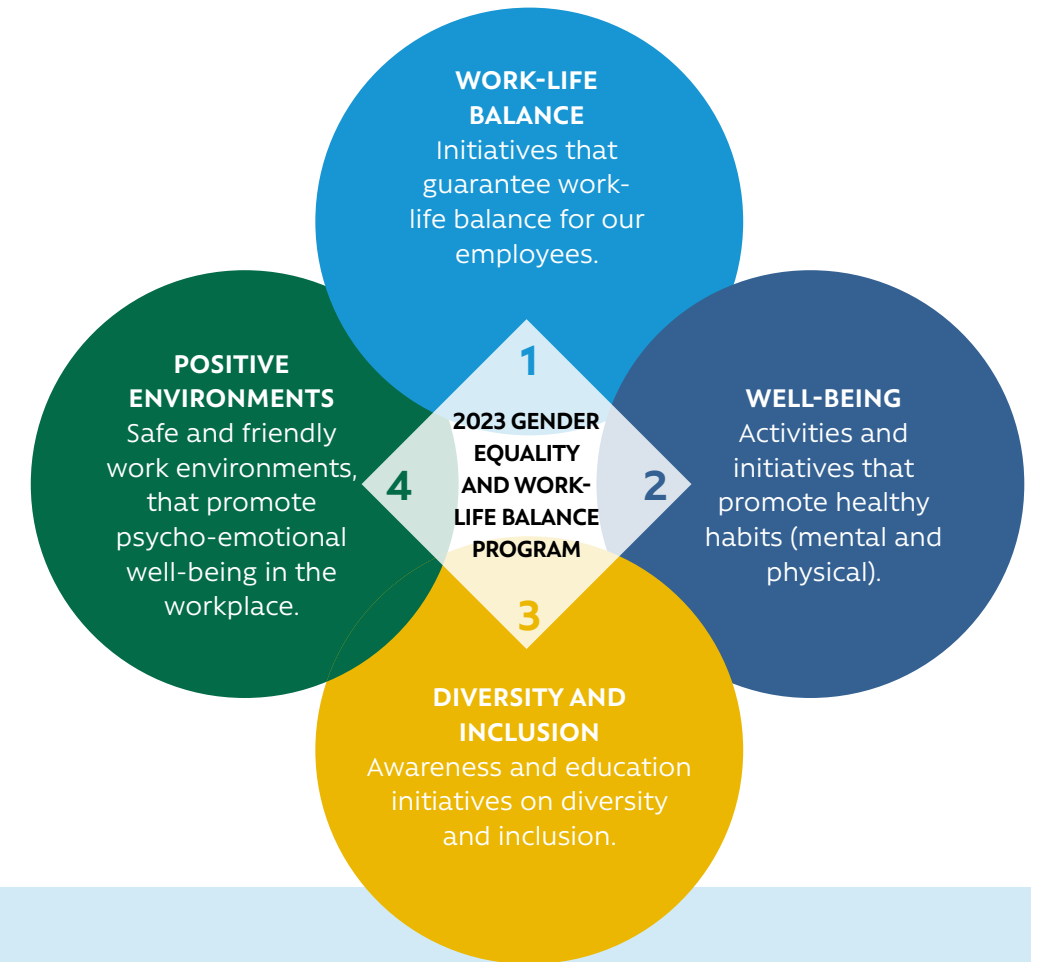 WORK-LIFE
BALANCE
Initiatives that
guarantee work-
life balance for our
employees.
1
2023 GENDER
EQUALITY
AND WORK-
LIFE BALANCE
PROGRAM
WELL-BEING
Activities and
initiatives that
promote healthy
habits (mental and
physical).
2
3
DIVERSITY AND
INCLUSION
Awareness and education
initiatives on diversity
and inclusion.
POSITIVE
ENVIRONMENTS
Safe and friendly
work environments,
that promote
psycho-emotional
well-being in the
workplace.
4